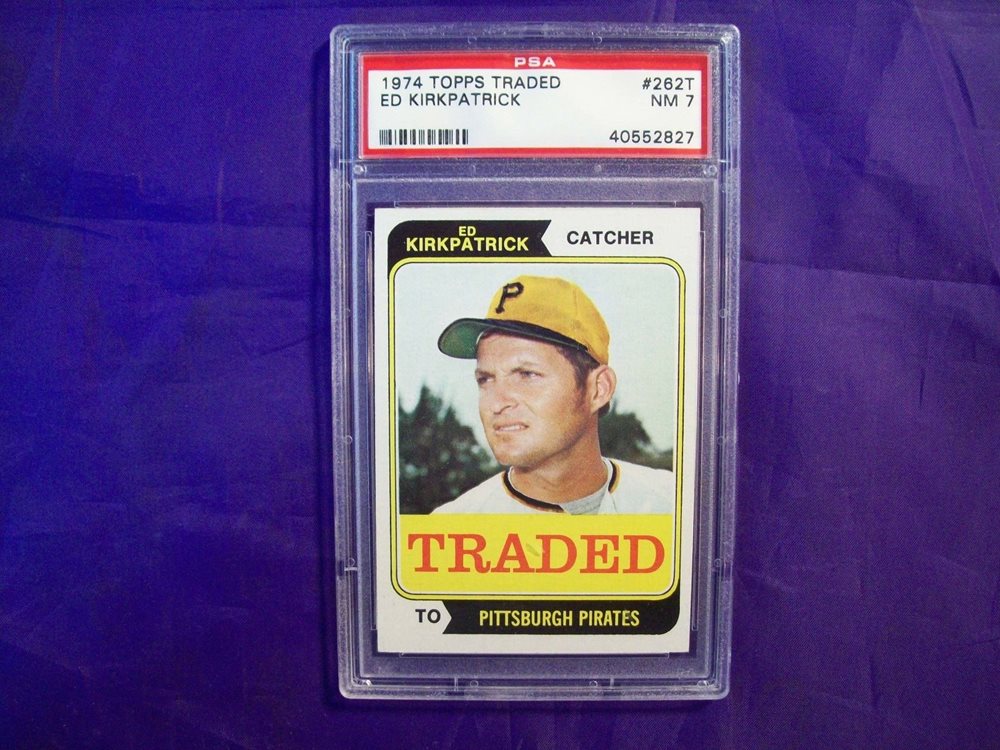 PSA
1974 TOPPS TRADED #262T
ED KIRKPATRICK NM 7
40552827
ED
KIRKPATRICK CATCHER
P
TRADED
TO PITTSBURGH PIRATES